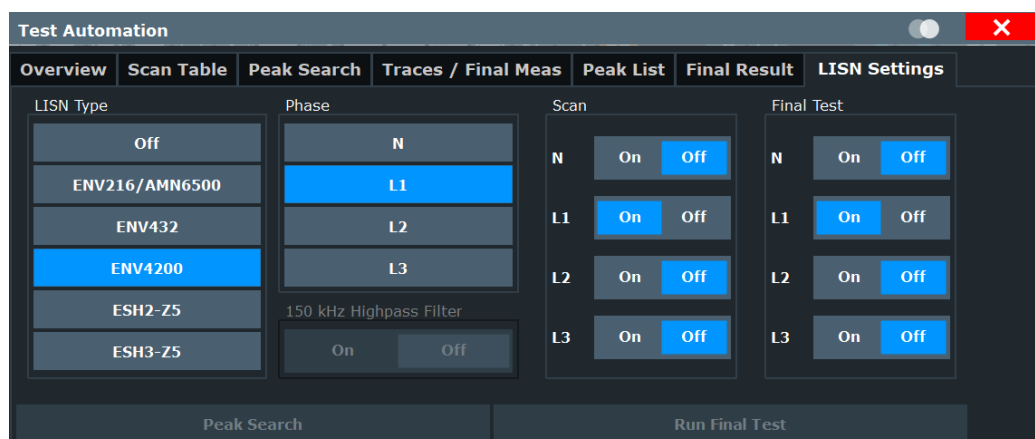 Test Automation
Overview Scan Table Peak Search Traces / Final Meas Peak List Final Result LISN Settings
LISN Type
Off
ENV216/AMN6500
ENV432
ENV4200
ESH2-Z5
ESH3-Z5
Phase
N
L1
L2
L3
150 kHz Highpass Filter
On Off
Scan
N On Off
L1 On Off
L2 On Off
L3 On Off
Final Test
N On Off
L1 On Off
L2 On Off
L3 On Off
Peak Search Run Final Test